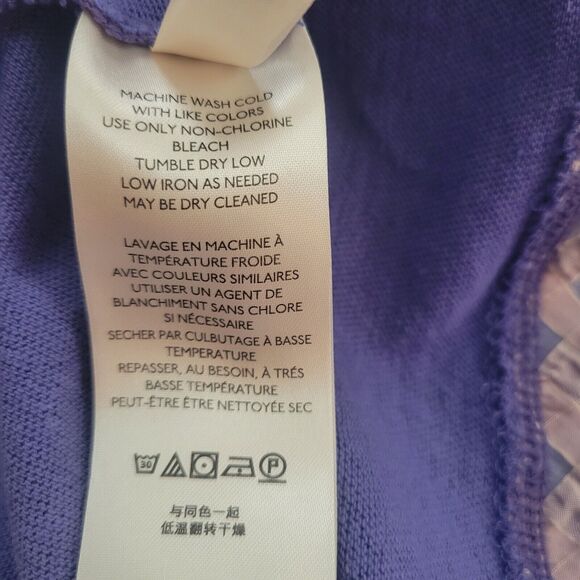 MACHINE WASH COLD
WITH LIKE COLORS
USE ONLY NON-CHLORINE
BLEACH
TUMBLE DRY LOW
LOW IRON AS NEEDED
MAY BE DRY CLEANED
LAVAGE EN MACHINE À
TEMPÉRATURE FROIDE
AVEC COULEURS SIMILAIRES
UTILISER UN AGENT DE
BLANCHIMENT SANS CHLORE
SI NÉCESSAIRE
SECHER PAR CULBUTAGE À BASSE
TEMPERATURE
REPASSER, AU BESOIN, À TRÉS
BASSE TEMPÉRATURE
PEUT-ÊTRE ÊTRE NETTOYÉE SEC
30 P
与同色一起
低温翻转干燥